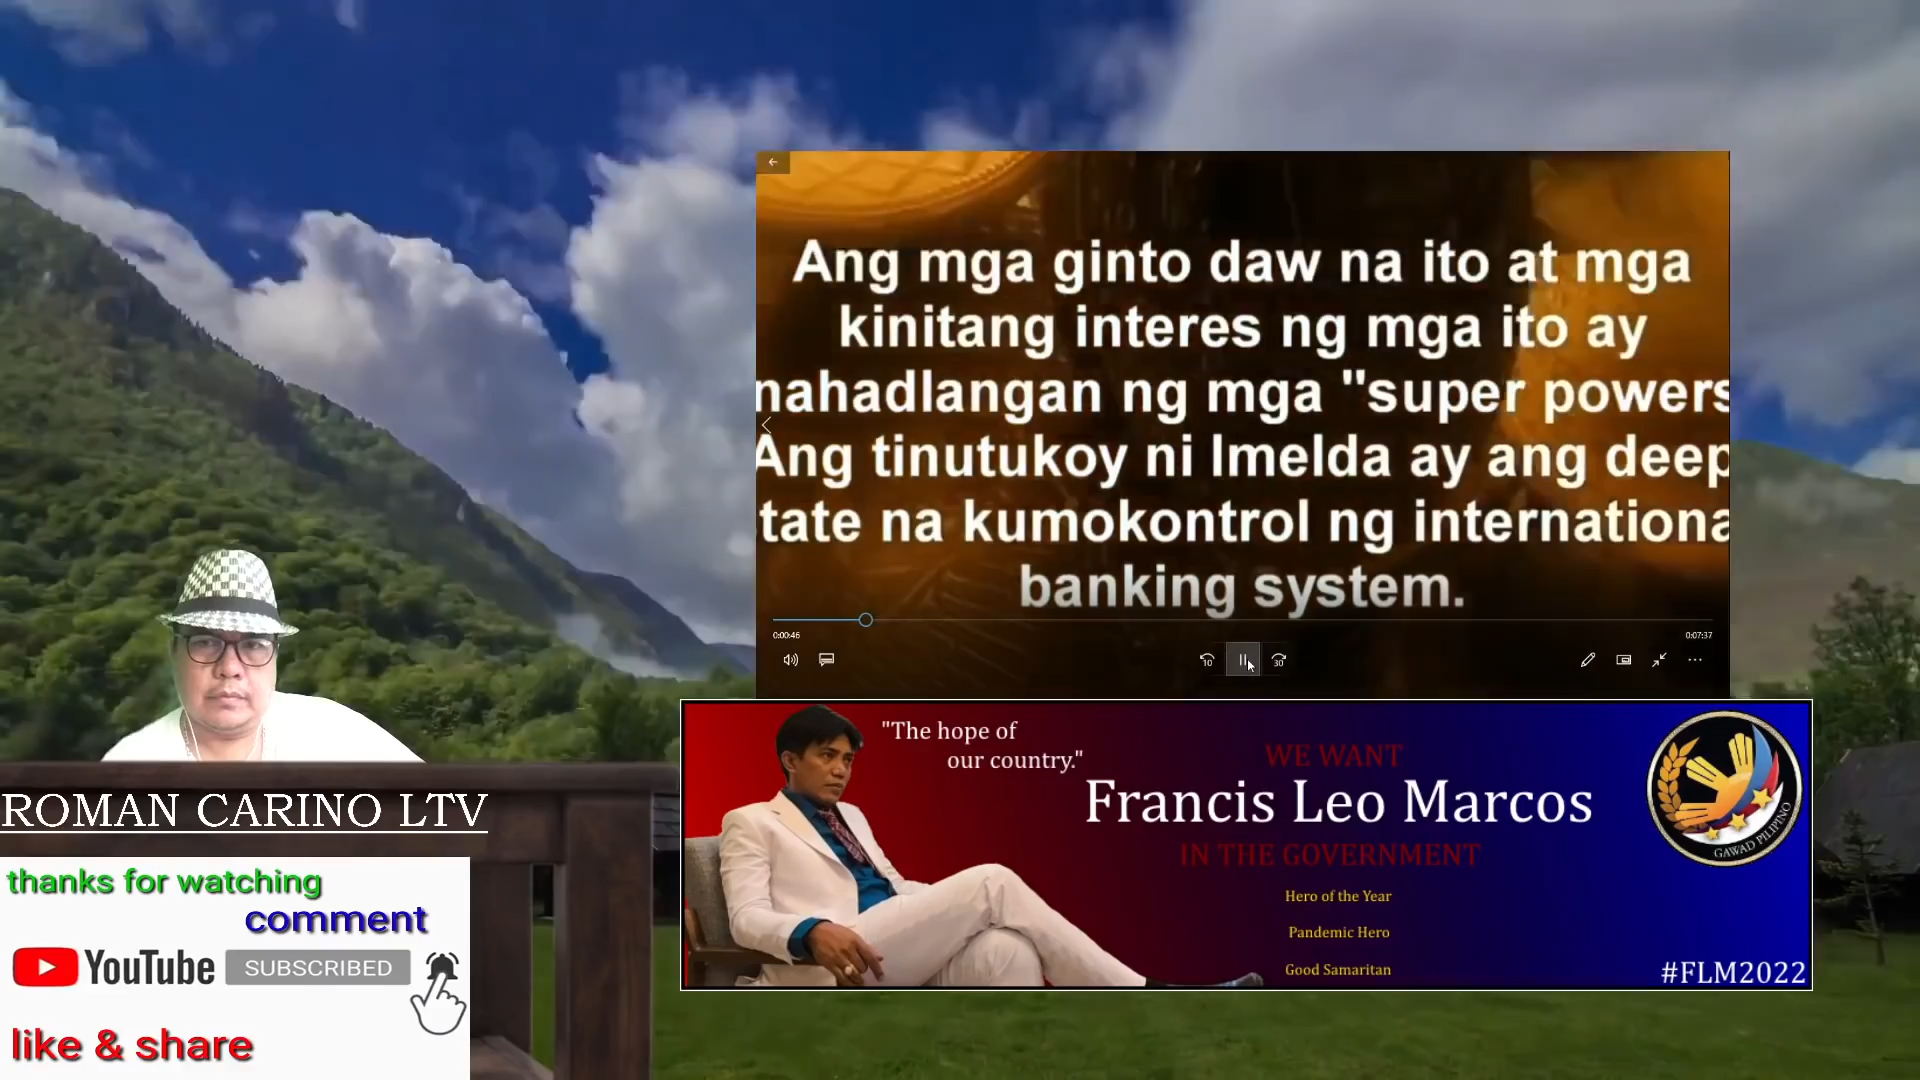 Ang mga ginto daw na ito at mga
kinitang interes ng mga ito ay
nahadlangan ng mga "super powers
Ang tinutukoy ni Imelda ay ang deep
tate na kumokontrol ng internationa
banking system.
0:00:46
0:07:37
10
30
"The hope of
our country."
WE WANT
Francis Leo Marcos
IN THE GOVERNMENT
Hero of the Year
Pandemic Hero
Good Samaritan
GAWAD PILIPINO
#FLM2022
ROMAN CARINO LTV
thanks for watching
comment
YouTube
SUBSCRIBED
like & share